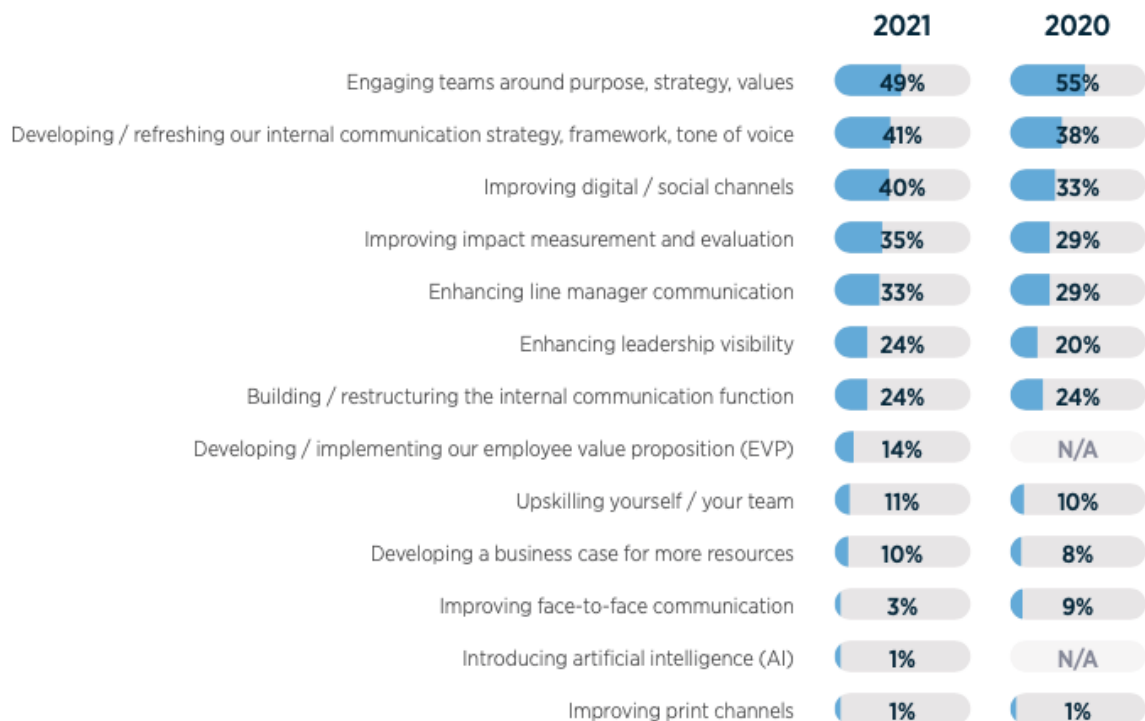 2021 2020
Engaging teams around purpose, strategy, values 49% 55%
Developing / refreshing our internal communication strategy, framework, tone of voice 41% 38%
Improving digital / social channels 40% 33%
Improving impact measurement and evaluation 35% 29%
Enhancing line manager communication 33% 29%
Enhancing leadership visibility 24% 20%
Building / restructuring the internal communication function 24% 24%
Developing / implementing our employee value proposition (EVP) 14% N/A
Upskilling yourself / your team 11% 10%
Developing a business case for more resources 10% 8%
Improving face-to-face communication 3% 9%
Introducing artificial intelligence (AI) 1% N/A
Improving print channels 1% 1%